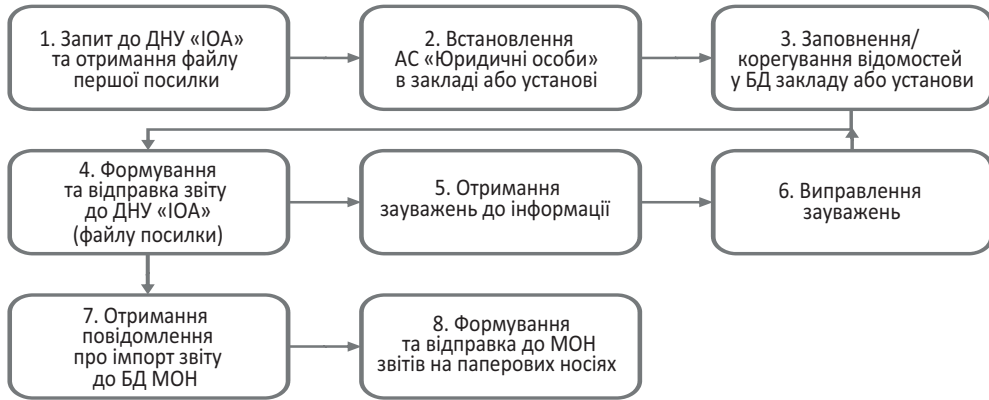 1. Запит до ДНУ «ІОА»
та отримання файлу
першої посилки
2. Встановлення
АС «Юридичні особи»
в закладі або установі
3. Заповнення/
корегування відомостей
у БД закладу або установи
4. Формування
та відправка звіту
до ДНУ «ІОА»
(файлу посилки)
5. Отримання
зауважень до інформації
6. Виправлення
зауважень
7. Отримання
повідомлення
про імпорт звіту
до БД МОН
8. Формування
та відправка до МОН
звітів на паперових носіях